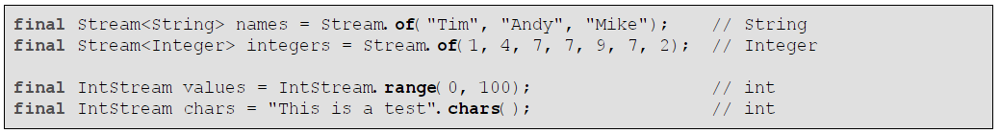 final Stream<String> names = Stream.of("Tim", "Andy", "Mike"); // String
final Stream<Integer> integers = Stream.of(1, 4, 7, 7, 9, 7, 2); // Integer
final IntStream values = IntStream.range(0, 100); // int
final IntStream chars = "This is a test".chars(); // int